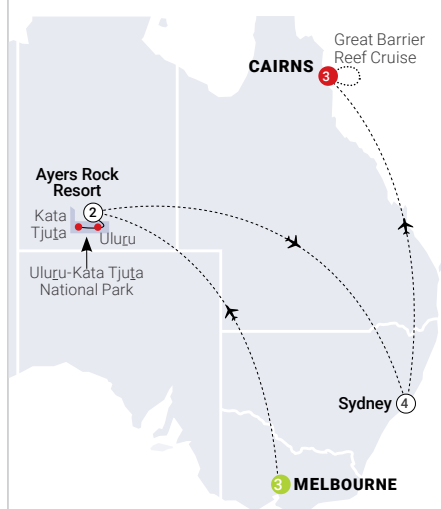 Great Barrier
Reef Cruise
CAIRNS
3
Ayers Rock
Resort
2
Kata
Tjuṯa
Uluṟu
Uluṟu-Kata Tjuṯa
National Park
Sydney
4
3
MELBOURNE